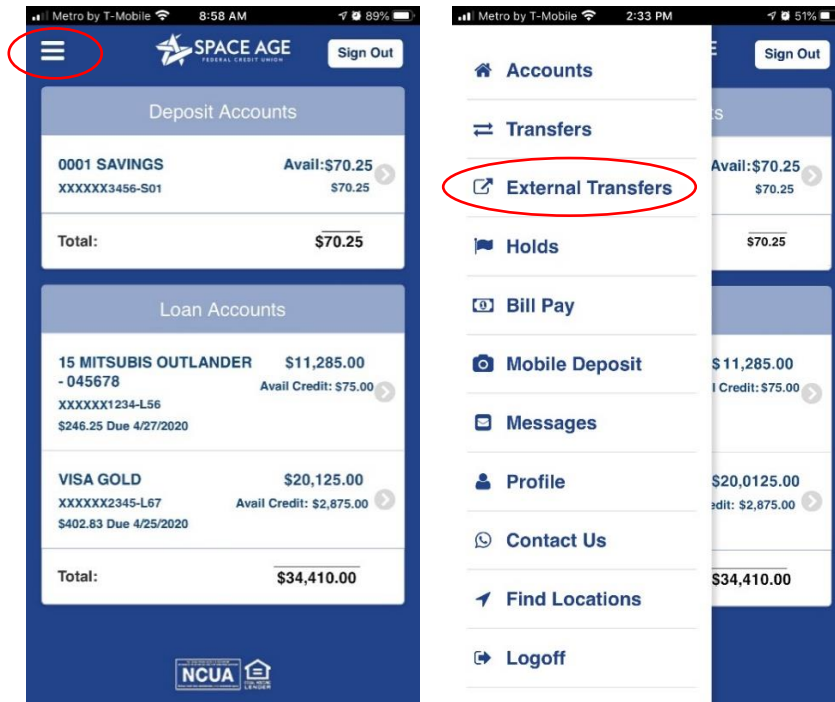 Metro by T-Mobile 8:58 AM 89%
SPACE AGE
FEDERAL CREDIT UNION
Sign Out
Deposit Accounts
0001 SAVINGS Avail:$70.25
XXXXXX3456-S01 $70.25
Total: $70.25
Loan Accounts
15 MITSUBIS OUTLANDER $11,285.00
- 045678 Avail Credit: $75.00
XXXXXX1234-L56
$246.25 Due 4/27/2020
VISA GOLD $20,125.00
XXXXXX2345-L67 Avail Credit: $2,875.00
$402.83 Due 4/25/2020
Total: $34,410.00
NCUA
LENDER
Metro by T-Mobile 2:33 PM 51%
Sign Out
Accounts
Transfers
External Transfers
Holds
Bill Pay
Mobile Deposit
Messages
Profile
Contact Us
Find Locations
Logoff
s
Avail:$70.25
$70.25
$70.25
$11,285.00
l Credit: $75.00
$20,0125.00
edit: $2,875.00
$34,410.00